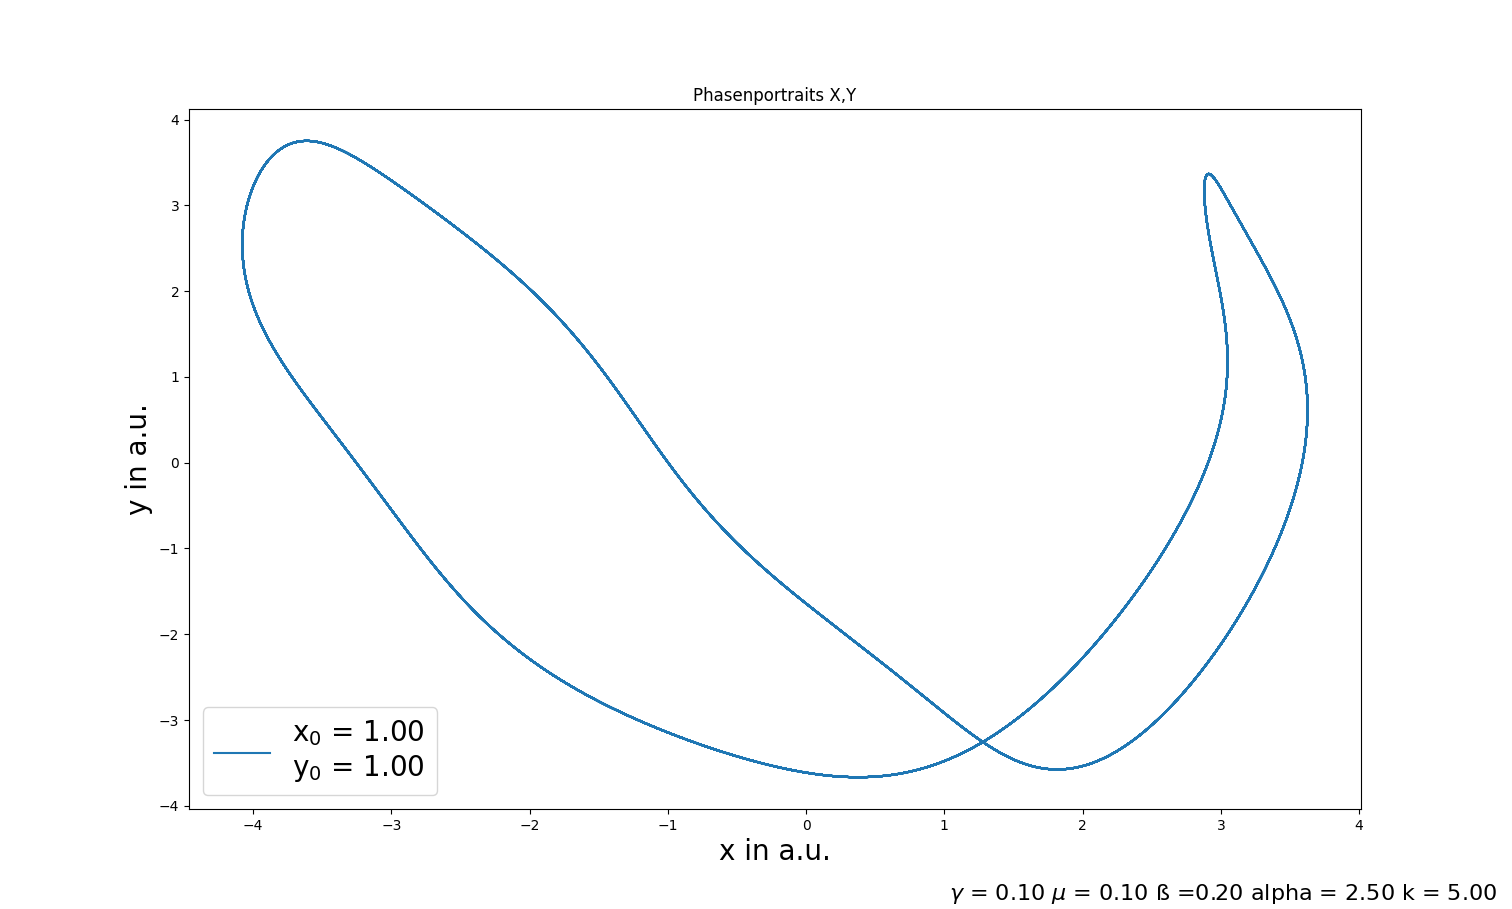 Phasenportraits X,Y
4
3
2
1
0
−1
−2
−3
−4
y in a.u.
x₀ = 1.00
y₀ = 1.00
−4 −3 −2 −1 0 1 2 3 4
x in a.u.
γ = 0.10 μ = 0.10 ß =0.20 alpha = 2.50 k = 5.00